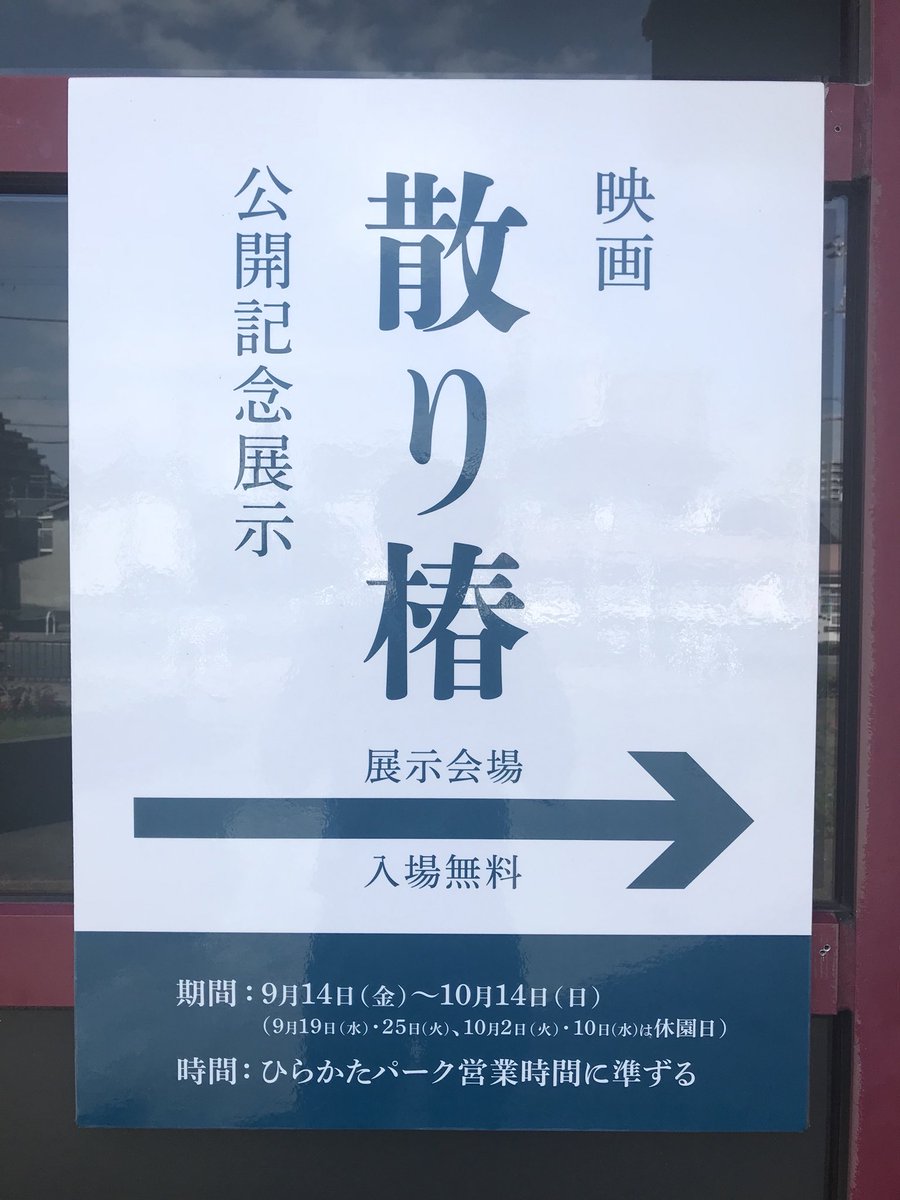 映画
散り椿
公開記念展示
展示会場
入場無料
期間：9月14日（金）～10月14日（日）
（9月19日（水）・25日（火）、10月2日（火）・10日（水）は休園日）
時間：ひらかたパーク営業時間に準ずる